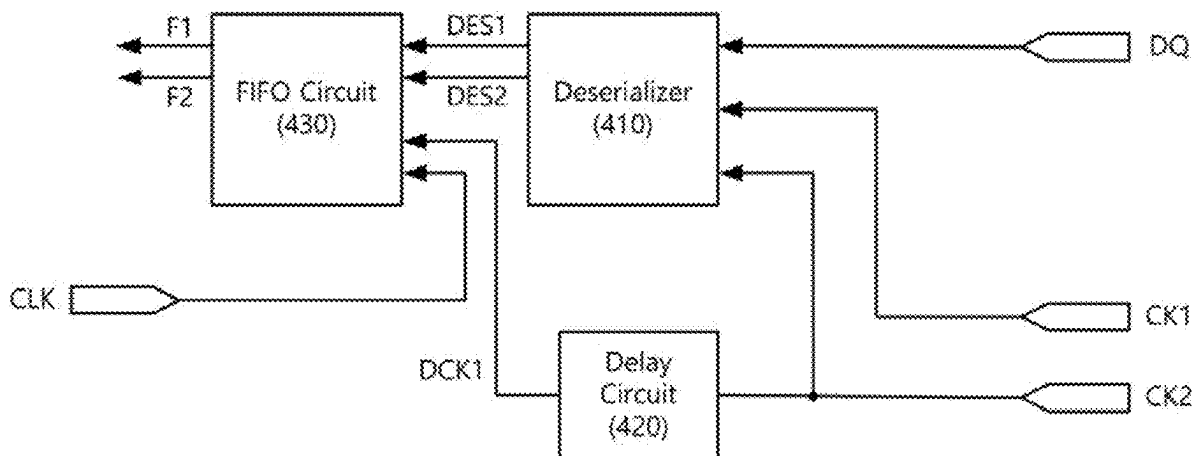 F1
DES1
DQ
F2
FIFO Circuit
(430)
DES2
Deserializer
(410)
CLK
CK1
DCK1
Delay
Circuit
(420)
CK2